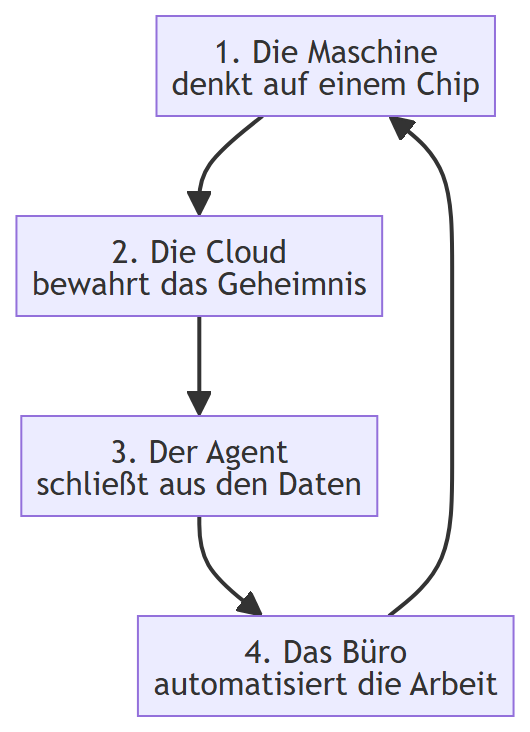 1. Die Maschine
denkt auf einem Chip
2. Die Cloud
bewahrt das Geheimnis
3. Der Agent
schließt aus den Daten
4. Das Büro
automatisiert die Arbeit